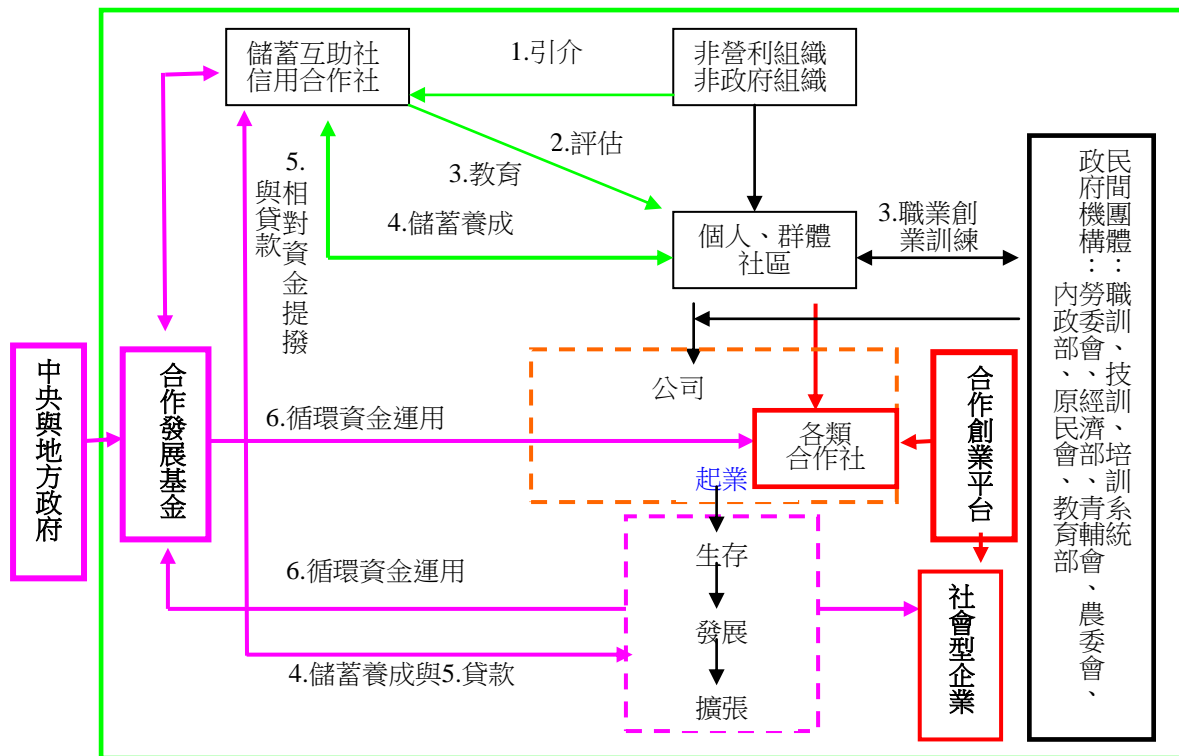 儲蓄互助社
信用合作社
1.引介
非營利組織
非政府組織
2.評估
3.教育
4.儲蓄養成
5.相對資金提撥
與貸款
個人、群體
社區
3.職業創
業訓練
民間團體：職訓、技訓、培訓系統
政府機構：勞委會、經濟部、青輔會、農委會、
內政部、原民會、教育部
中央與地方政府
合作發展基金
公司
6.循環資金運用
各類
合作社
合作創業平台
起業
生存
6.循環資金運用
發展
社會型企業
4.儲蓄養成與5.貸款
擴張